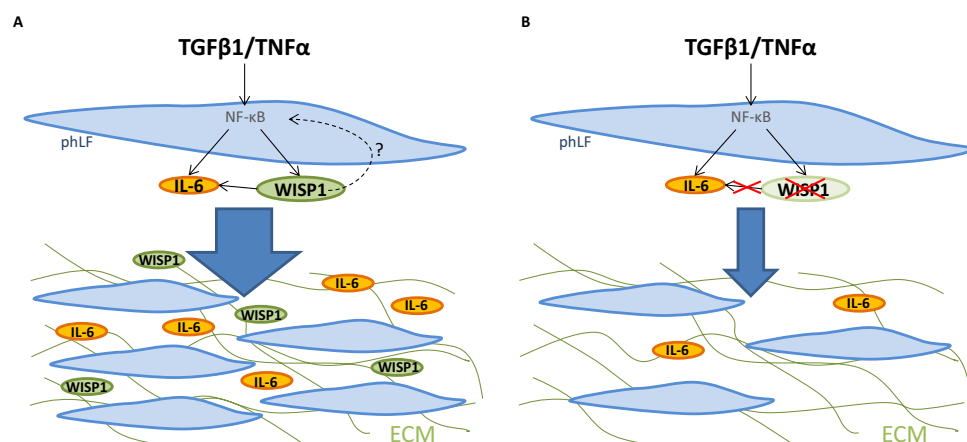 A
TGFβ1/TNFα
NF-κB
phLF
?
IL-6
WISP1
WISP1
IL-6
IL-6
WISP1
IL-6
IL-6
WISP1
IL-6
WISP1
ECM
B
TGFβ1/TNFα
NF-κB
phLF
IL-6
WISP1
IL-6
IL-6
ECM